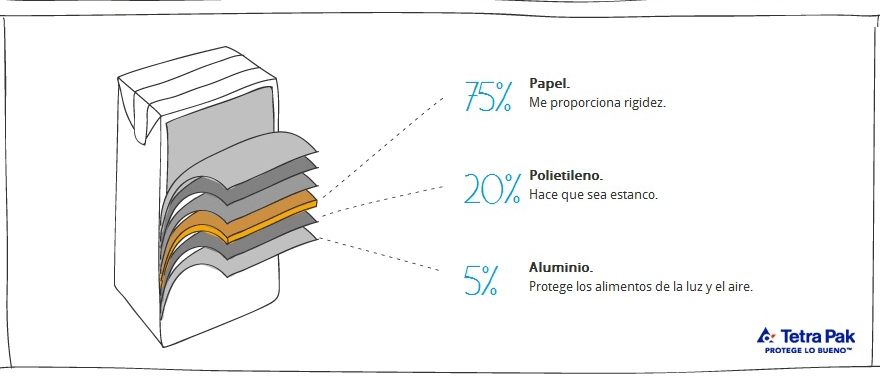 75%
Papel.
Me proporciona rigidez.
20%
Polietileno.
Hace que sea estanco.
5%
Aluminio.
Protege los alimentos de la luz y el aire.
Tetra Pak
PROTEGE LO BUENO™